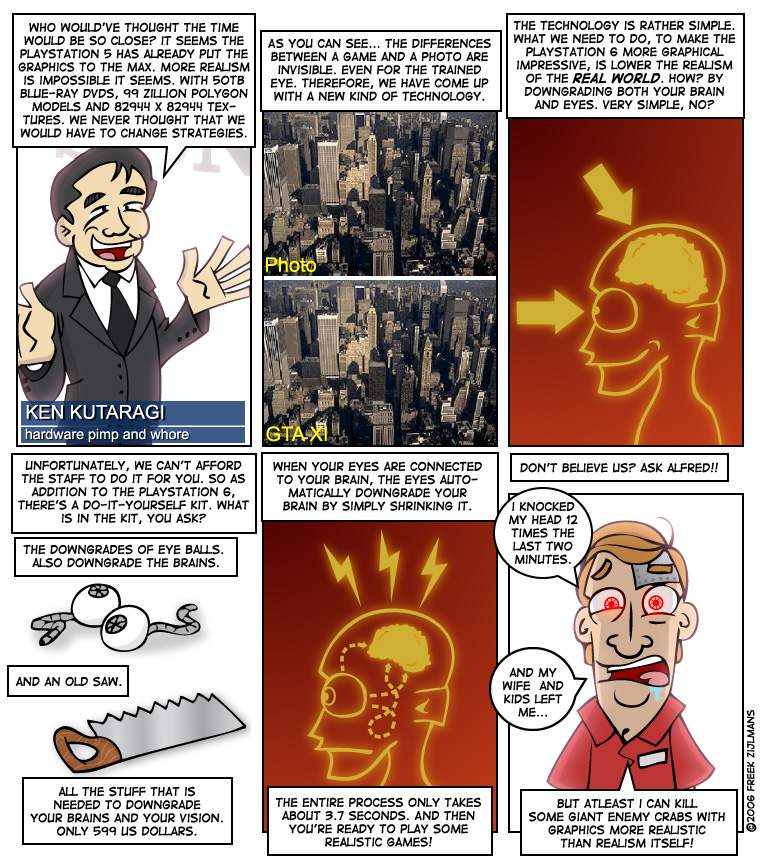 WHO WOULD'VE THOUGHT THE TIME
WOULD BE SO CLOSE? IT SEEMS THE
PLAYSTATION 5 HAS ALREADY PUT THE
GRAPHICS TO THE MAX. MORE REALISM
IS IMPOSSIBLE IT SEEMS. WITH 50TB
BLUE-RAY DVDS, 99 ZILLION POLYGON
MODELS AND 82944 X 82944 TEX-
TURES. WE NEVER THOUGHT THAT WE
WOULD HAVE TO CHANGE STRATEGIES.
KEN KUTARAGI
hardware pimp and whore
AS YOU CAN SEE... THE DIFFERENCES
BETWEEN A GAME AND A PHOTO ARE
INVISIBLE. EVEN FOR THE TRAINED
EYE. THEREFORE, WE HAVE COME UP
WITH A NEW KIND OF TECHNOLOGY.
Photo
GTA-XI
THE TECHNOLOGY IS RATHER SIMPLE.
WHAT WE NEED TO DO, TO MAKE THE
PLAYSTATION 6 MORE GRAPHICAL
IMPRESSIVE, IS LOWER THE REALISM
OF THE REAL WORLD. HOW? BY
DOWNGRADING BOTH YOUR BRAIN
AND EYES. VERY SIMPLE, NO?
UNFORTUNATELY, WE CAN'T AFFORD
THE STAFF TO DO IT FOR YOU. SO AS
ADDITION TO THE PLAYSTATION 6,
THERE'S A DO-IT-YOURSELF KIT. WHAT
IS IN THE KIT, YOU ASK?
THE DOWNGRADES OF EYE BALLS.
ALSO DOWNGRADE THE BRAINS.
AND AN OLD SAW.
ALL THE STUFF THAT IS
NEEDED TO DOWNGRADE
YOUR BRAINS AND YOUR VISION.
ONLY 599 US DOLLARS.
WHEN YOUR EYES ARE CONNECTED
TO YOUR BRAIN, THE EYES AUTO-
MATICALLY DOWNGRADE YOUR
BRAIN BY SIMPLY SHRINKING IT.
THE ENTIRE PROCESS ONLY TAKES
ABOUT 3.7 SECONDS. AND THEN
YOU'RE READY TO PLAY SOME
REALISTIC GAMES!
DON'T BELIEVE US? ASK ALFRED!!
I KNOCKED
MY HEAD 12
TIMES THE
LAST TWO
MINUTES.
AND MY
WIFE AND
KIDS LEFT
ME...
BUT ATLEAST I CAN KILL
SOME GIANT ENEMY CRABS WITH
GRAPHICS MORE REALISTIC
THAN REALISM ITSELF!
©2006 FREEK ZIJLMANS